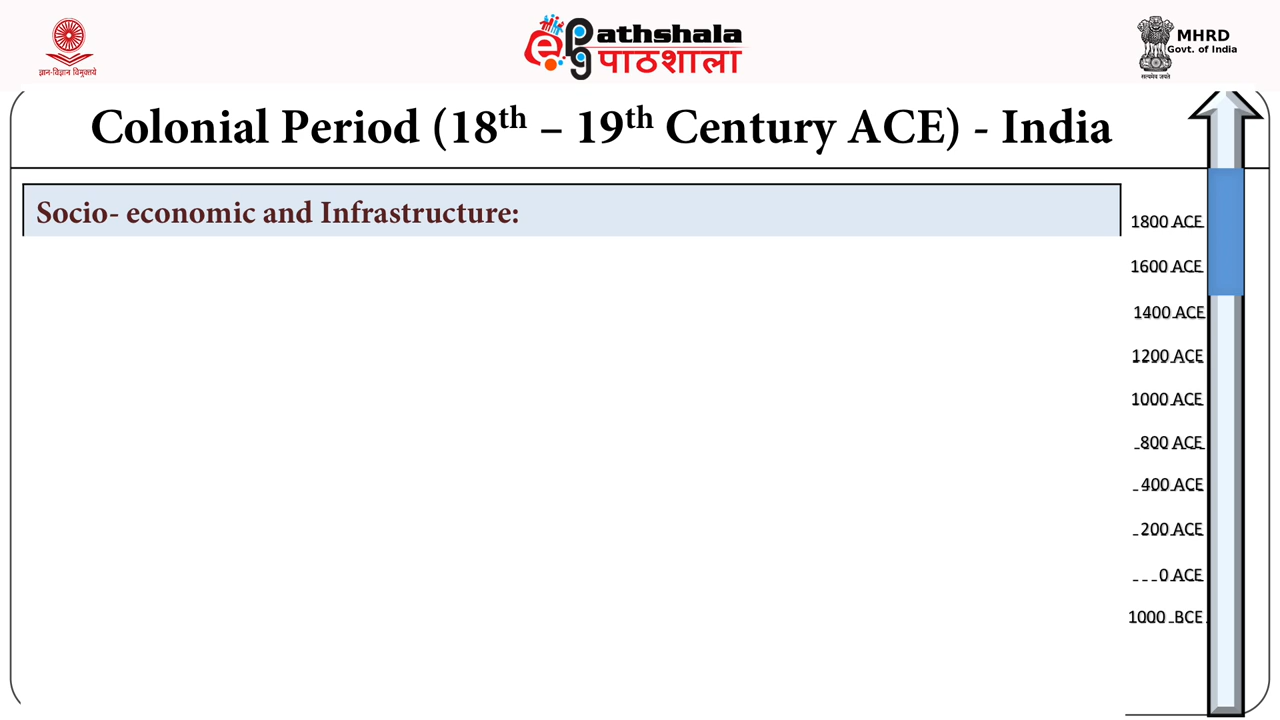 ज्ञान-विज्ञान विमुक्तये
e PG athshala
पाठशाला
MHRD
Govt. of India
सत्यमेव जयते
Colonial Period (18th – 19th Century ACE) - India
Socio- economic and Infrastructure:
1800 ACE
1600 ACE
1400 ACE
1200 ACE
1000 ACE
800 ACE
400 ACE
200 ACE
0 ACE
1000 BCE